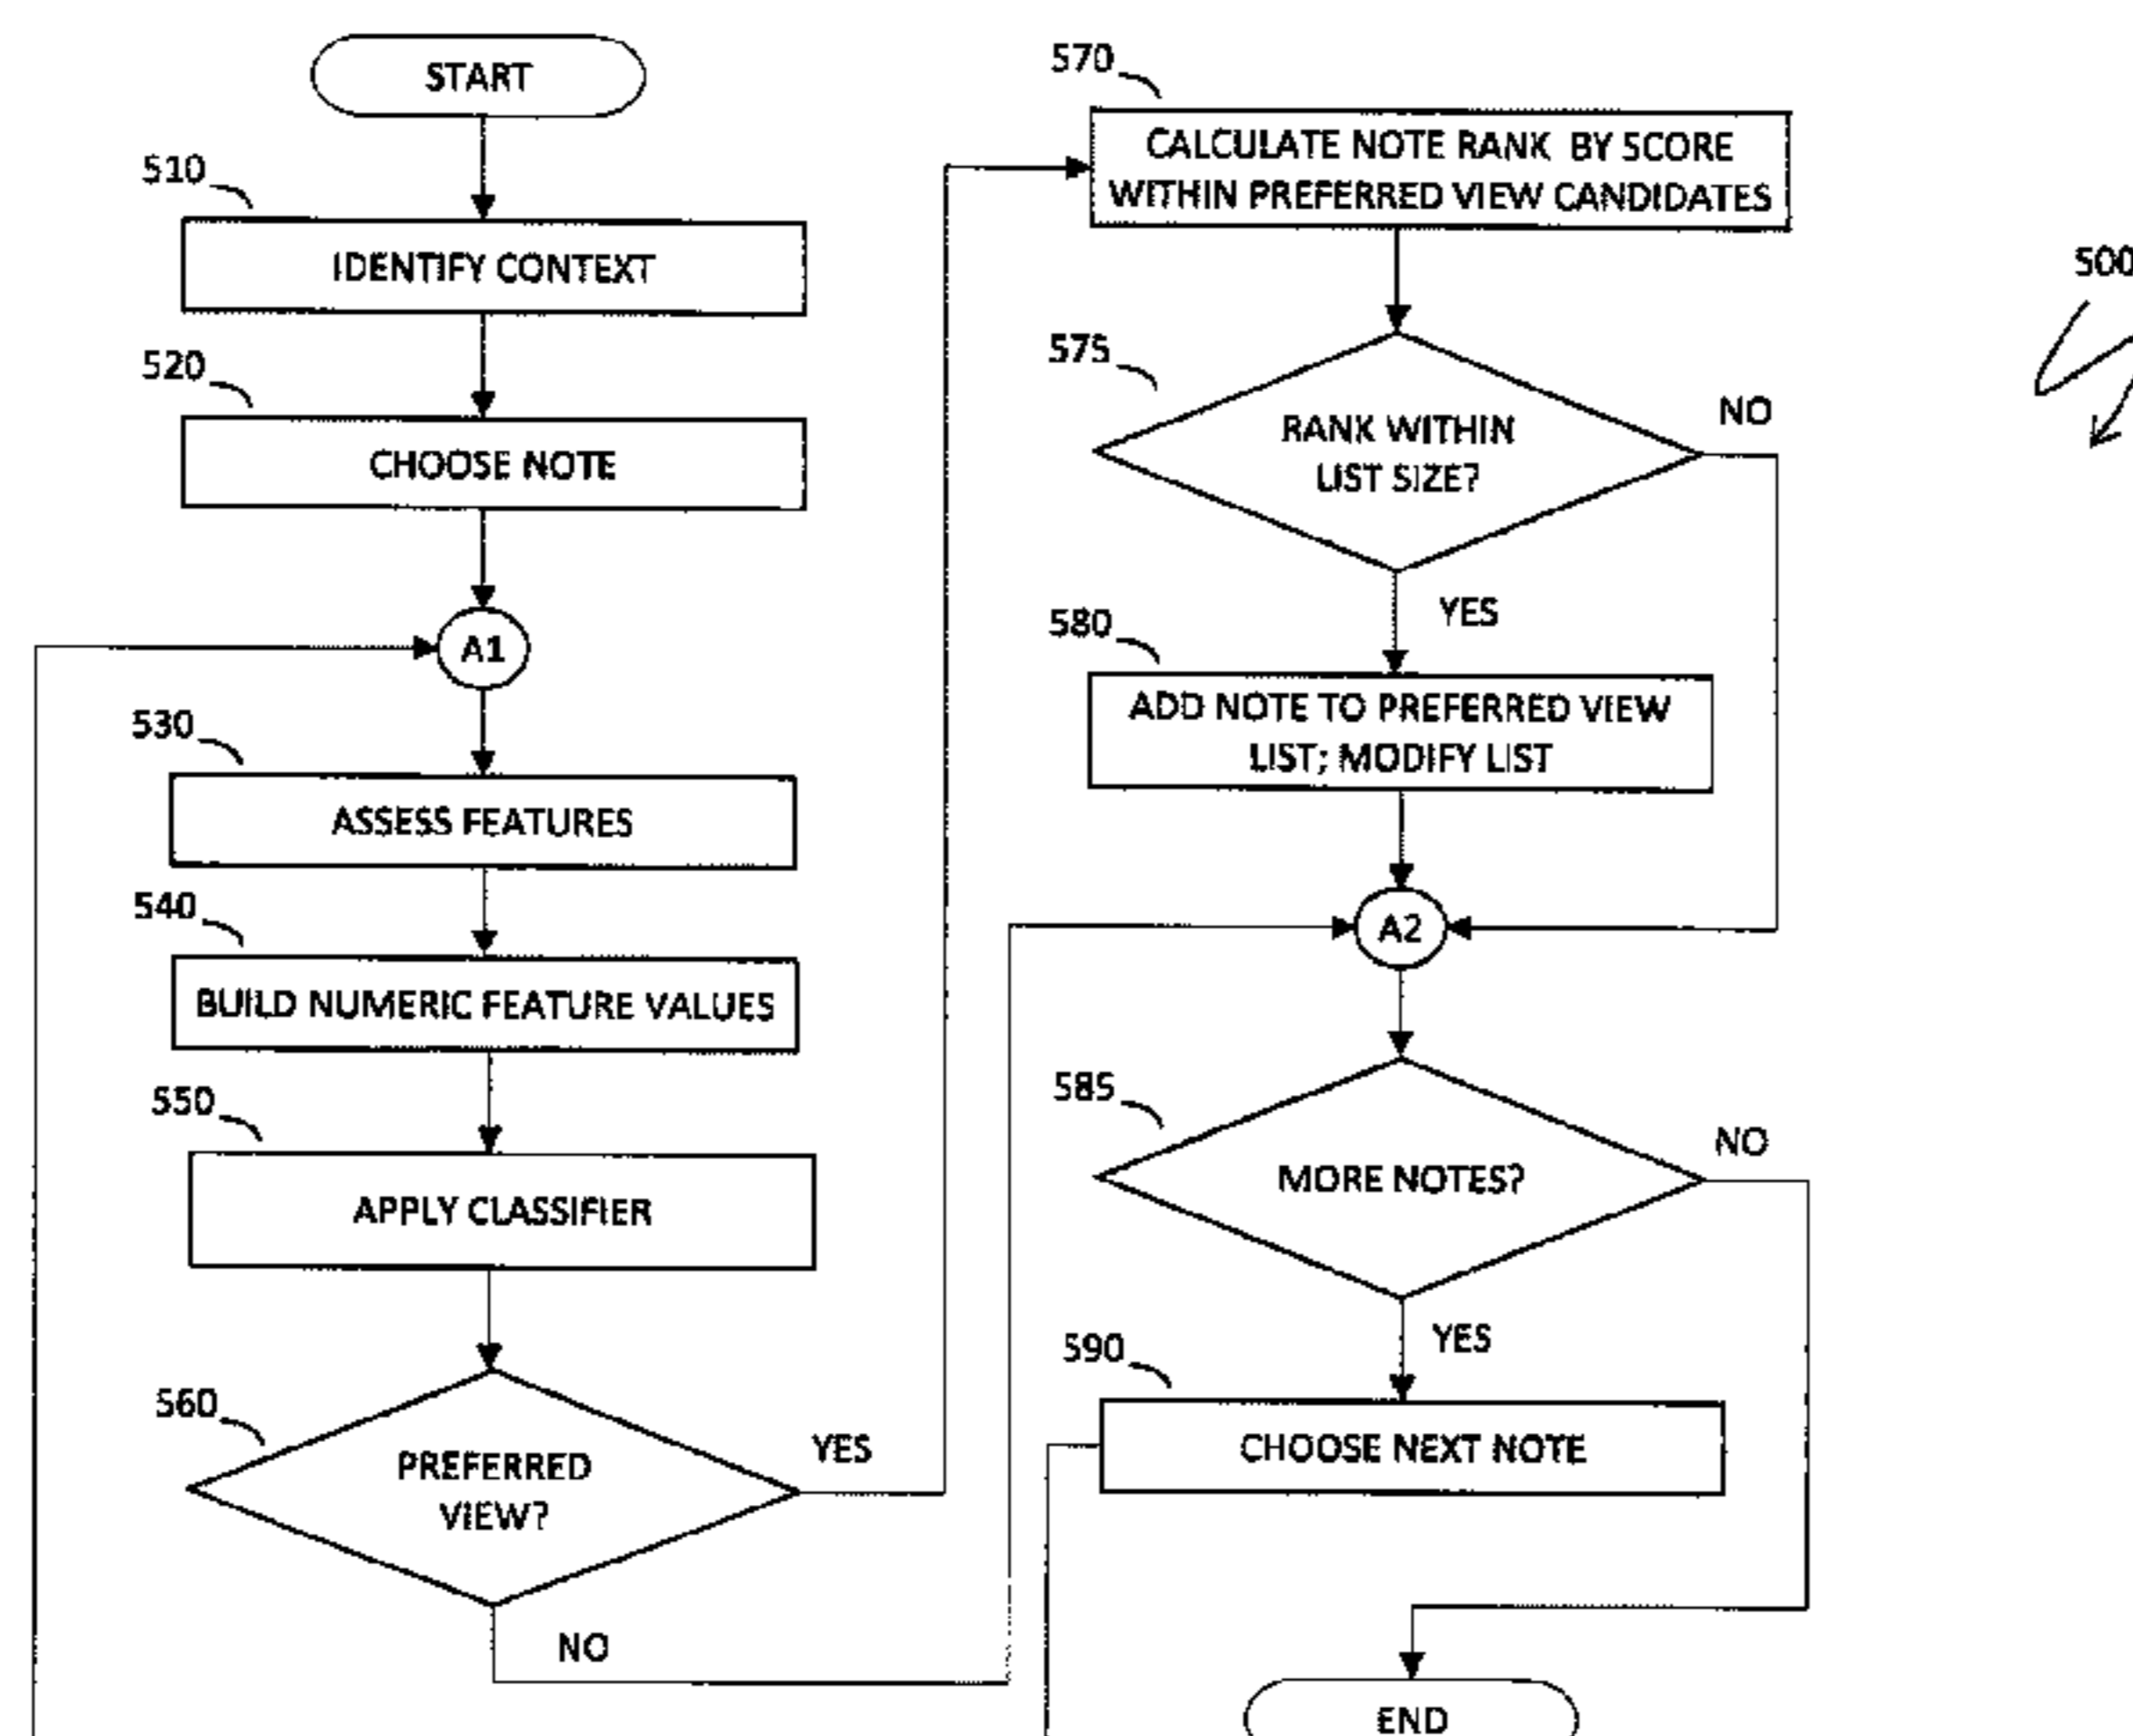 START
510
IDENTIFY CONTEXT
520
CHOOSE NOTE
A1
530
ASSESS FEATURES
540
BUILD NUMERIC FEATURE VALUES
550
APPLY CLASSIFIER
560
PREFERRED
VIEW?
YES
NO
570
CALCULATE NOTE RANK BY SCORE
WITHIN PREFERRED VIEW CANDIDATES
500
575
RANK WITHIN
LIST SIZE?
NO
YES
580
ADD NOTE TO PREFERRED VIEW
LIST; MODIFY LIST
A2
585
MORE NOTES?
NO
YES
590
CHOOSE NEXT NOTE
END